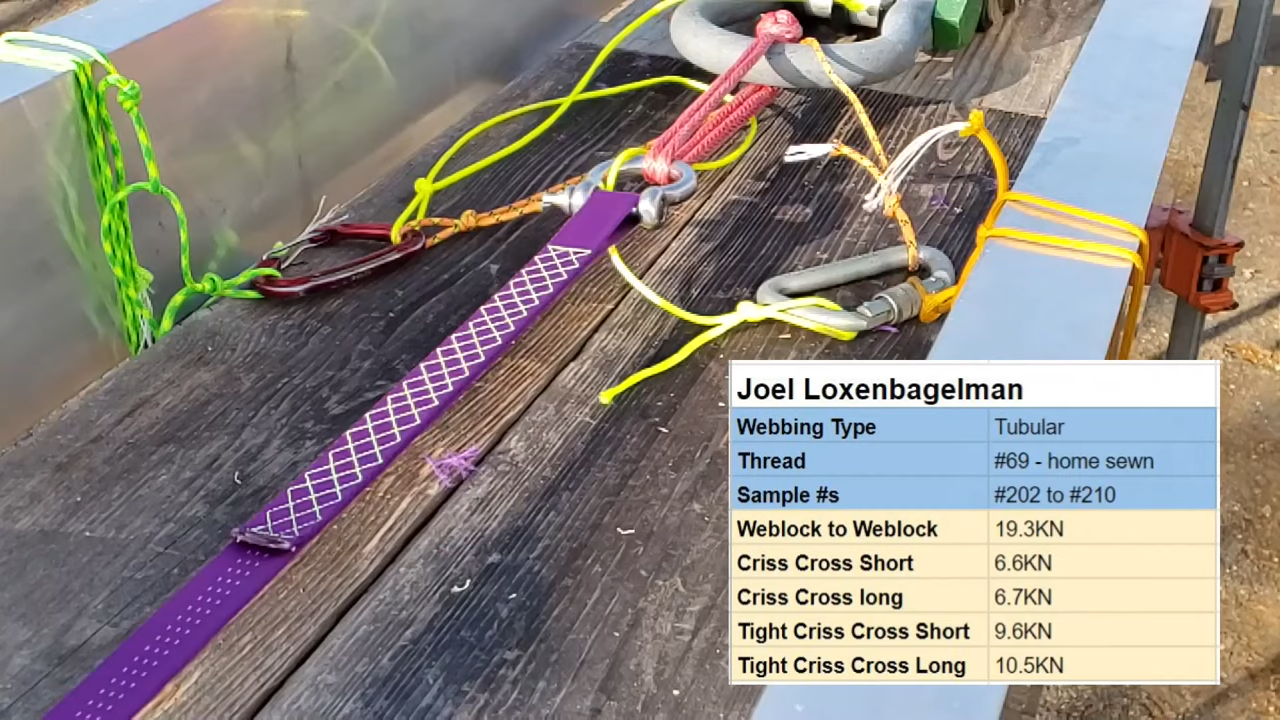 Joel Loxenbagelman
Webbing Type Tubular
Thread #69 - home sewn
Sample #s #202 to #210
Weblock to Weblock 19.3KN
Criss Cross Short 6.6KN
Criss Cross long 6.7KN
Tight Criss Cross Short 9.6KN
Tight Criss Cross Long 10.5KN